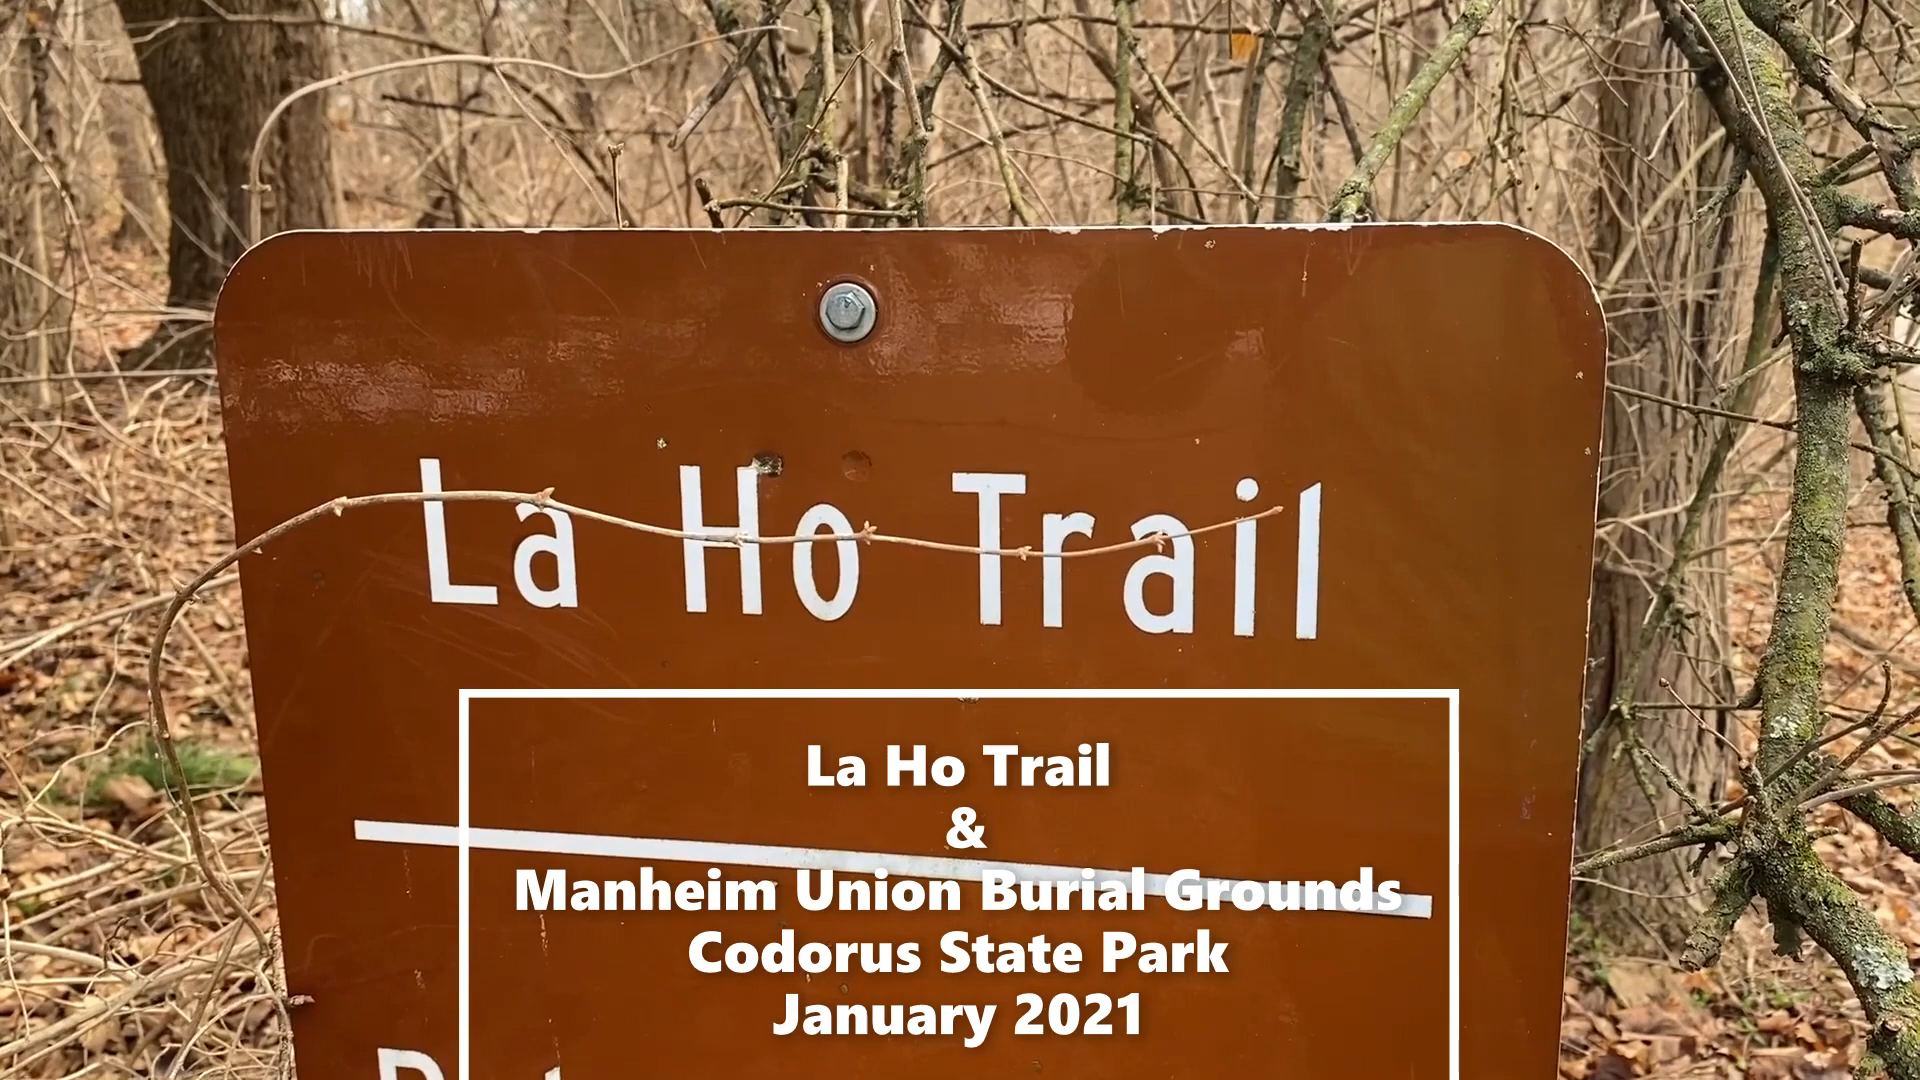 La Ho Trail
La Ho Trail
&
Manheim Union Burial Grounds
Codorus State Park
January 2021